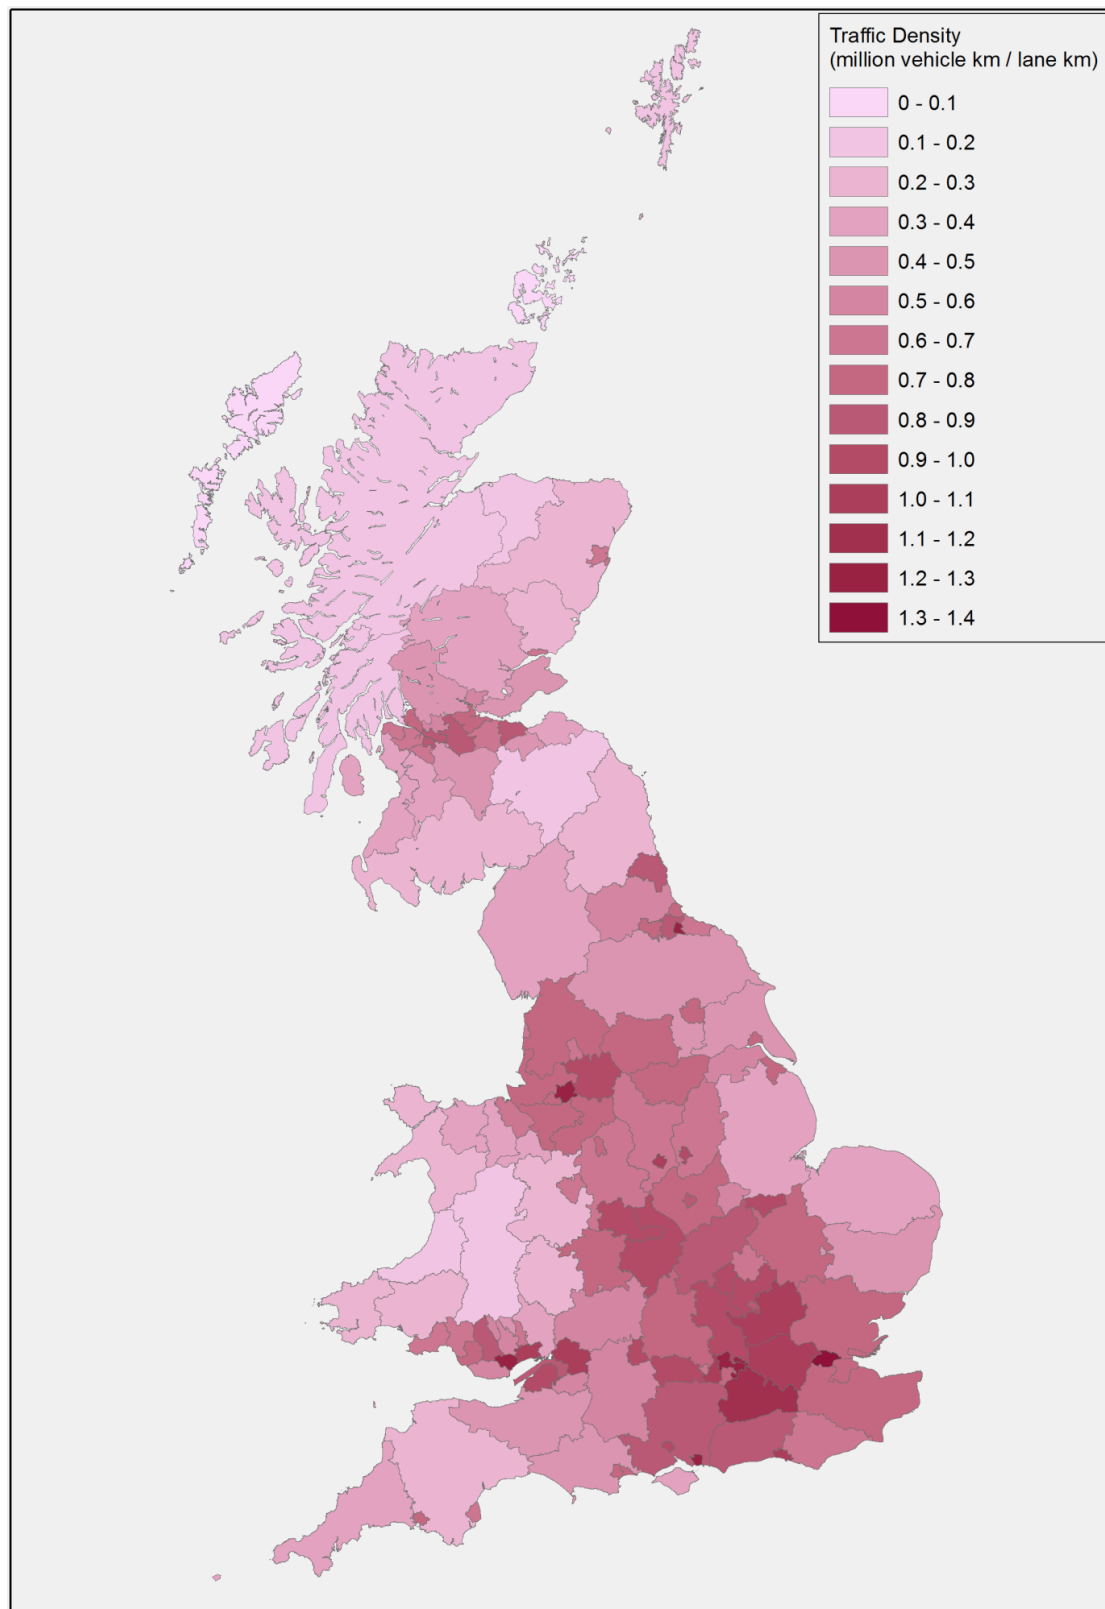 Traffic Density
(million vehicle km / lane km)
0 - 0.1
0.1 - 0.2
0.2 - 0.3
0.3 - 0.4
0.4 - 0.5
0.5 - 0.6
0.6 - 0.7
0.7 - 0.8
0.8 - 0.9
0.9 - 1.0
1.0 - 1.1
1.1 - 1.2
1.2 - 1.3
1.3 - 1.4